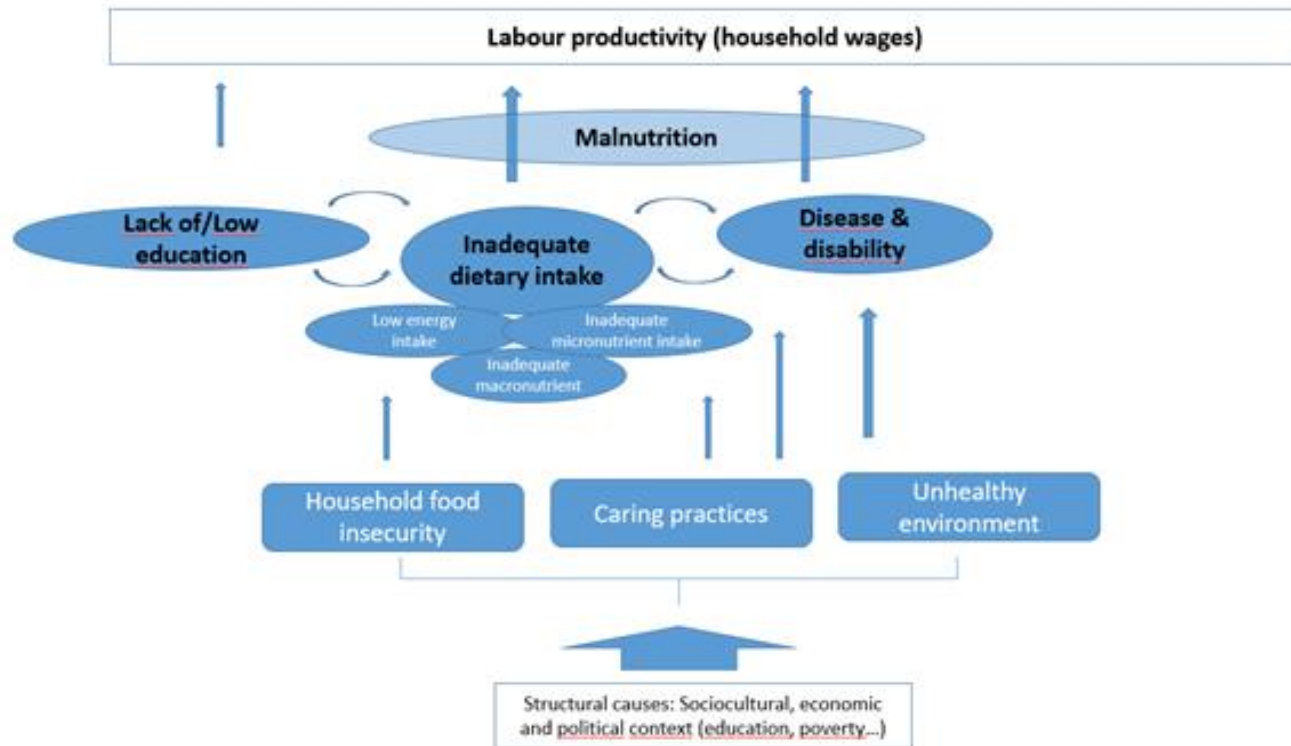 Labour productivity (household wages)
Malnutrition
Lack of/Low
education
Inadequate
dietary intake
Disease &
disability
Low energy
intake
Inadequate
micronutrient intake
Inadequate
macronutrient
Household food
insecurity
Caring practices
Unhealthy
environment
Structural causes: Sociocultural, economic
and political context (education, poverty...)